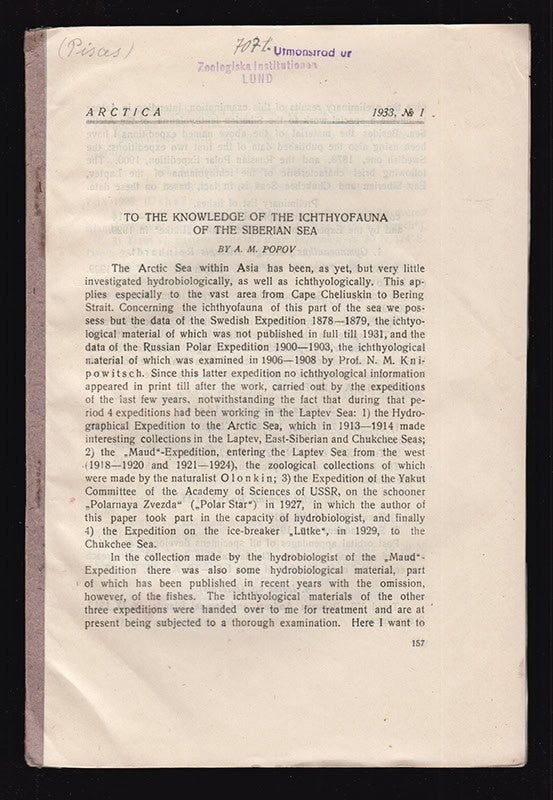 (Pisces)
7071. Utmönstrad ur
Zoologiska Institutionen
LUND
ARCTICA 1933, № 1
TO THE KNOWLEDGE OF THE ICHTHYOFAUNA
OF THE SIBERIAN SEA
BY A. M. POPOV
The Arctic Sea within Asia has been, as yet, but very little
investigated hydrobiologically, as well as ichthyologically. This ap-
plies especially to the vast area from Cape Cheliuskin to Bering
Strait. Concerning the ichthyofauna of this part of the sea we pos-
sess but the data of the Swedish Expedition 1878—1879, the ichtyo-
logical material of which was not published in full till 1931, and the
data of the Russian Polar Expedition 1900—1903, the ichthyological
material of which was examined in 1906—1908 by Prof. N. M. Kni-
powitsch. Since this latter expedition no ichthyological information
appeared in print till after the work, carried out by the expeditions
of the last few years, notwithstanding the fact that during that pe-
riod 4 expeditions had been working in the Laptev Sea: 1) the Hydro-
graphical Expedition to the Arctic Sea, which in 1913—1914 made
interesting collections in the Laptev, East-Siberian and Chukchee Seas;
2) the „Maud“-Expedition, entering the Laptev Sea from the west
(1918—1920 and 1921—1924), the zoological collections of which
were made by the naturalist Olonkin; 3) the Expedition of the Yakut
Committee of the Academy of Sciences of USSR, on the schooner
„Polarnaya Zvezda“ („Polar Star“) in 1927, in which the author of
this paper took part in the capacity of hydrobiologist, and finally
4) the Expedition on the ice-breaker „Lütke“, in 1929, to the
Chukchee Sea.
In the collection made by the hydrobiologist of the „Maud“-
Expedition there was also some hydrobiological material, part
of which has been published in recent years with the omission,
however, of the fishes. The ichthyological materials of the other
three expeditions were handed over to me for treatment and are at
present being subjected to a thorough examination. Here I want to
157